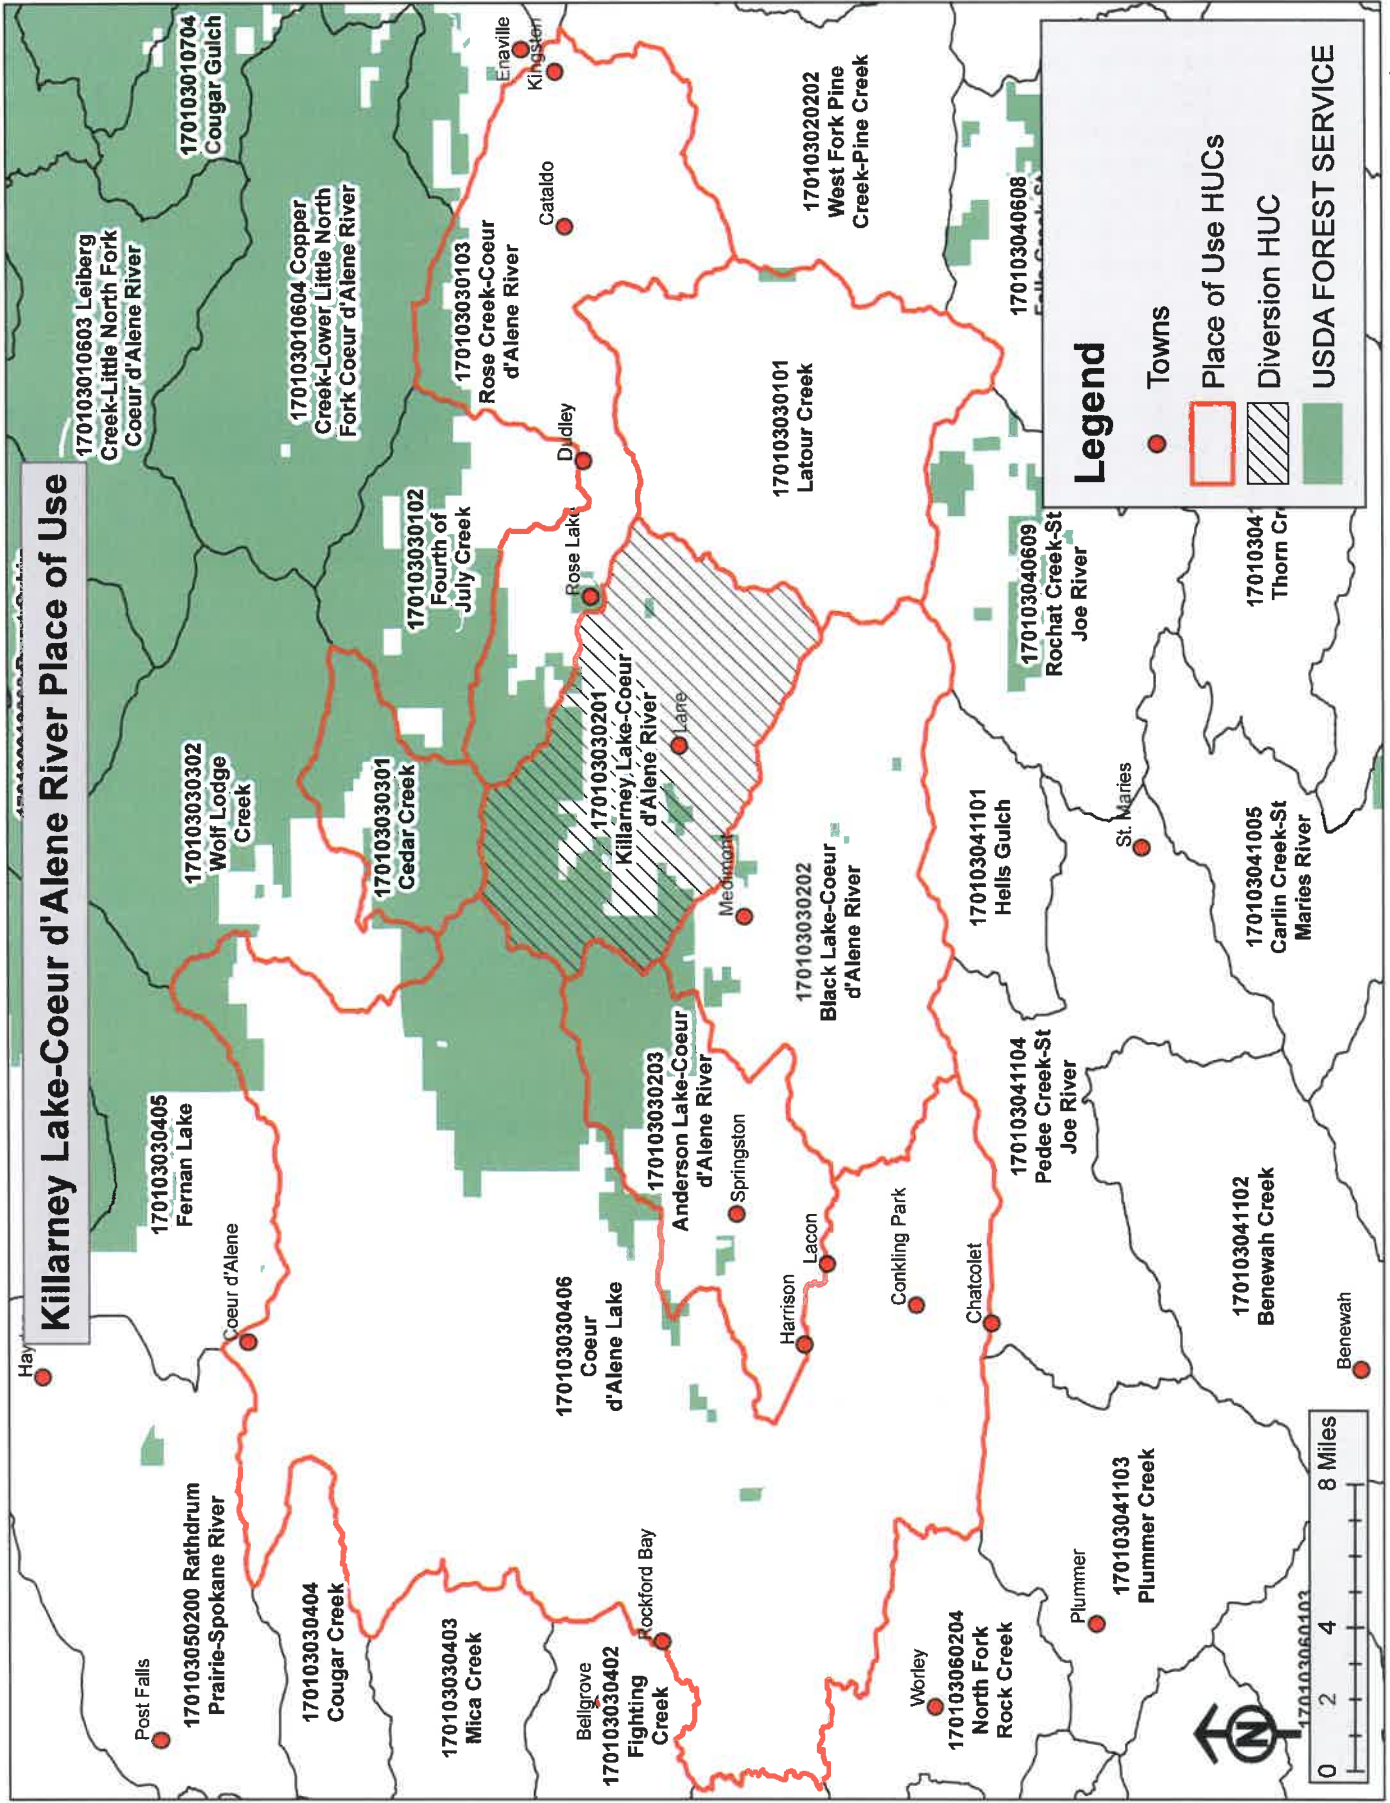 Killarney Lake-Coeur d'Alene River Place of Use
Post Falls
170103050200 Rathdrum
Prairie-Spokane River
170103030404
Cougar Creek
170103030403
Mica Creek
Bellgrove
170103030402
Fighting
Creek
Rockford Bay
Worley
170103060204
North Fork
Rock Creek
Plummer
170103041103
Plummer Creek
170103060103
Coeur d'Alene
170103030405
Fernan Lake
170103030406
Coeur
d'Alene Lake
Harrison
Lacon
Springston
Conkling Park
Chatcolet
170103030203
Anderson Lake-Coeur
d'Alene River
170103041104
Pedee Creek-St
Joe River
170103041102
Benewah Creek
Benewah
170103030302
Wolf Lodge
Creek
170103030301
Cedar Creek
170103030201
Killarney Lake-Coeur
d'Alene River
Lane
Medimont
170103030202
Black Lake-Coeur
d'Alene River
170103041101
Hells Gulch
St. Maries
170103041005
Carlin Creek-St
Maries River
170103010603 Leiberg
Creek-Little North Fork
Coeur d'Alene River
170103010704
Cougar Gulch
170103010604 Copper
Creek-Lower Little North
Fork Coeur d'Alene River
170103030102
Fourth of
July Creek
170103030103
Rose Creek-Coeur
d'Alene River
Dudley
Rose Lake
Cataldo
Enaville
Kingston
170103020202
West Fork Pine
Creek-Pine Creek
170103030101
Latour Creek
170103040609
Rochat Creek-St
Joe River
170103040608
17010304
Thorn Cr
Legend
Towns
Place of Use HUCs
Diversion HUC
USDA FOREST SERVICE
N
0 2 4 8 Miles